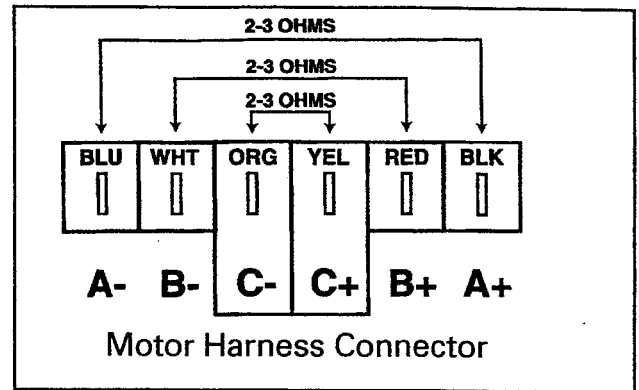 2-3 OHMS
2-3 OHMS
2-3 OHMS
BLU WHT ORG YEL RED BLK
A- B- C- C+ B+ A+
Motor Harness Connector